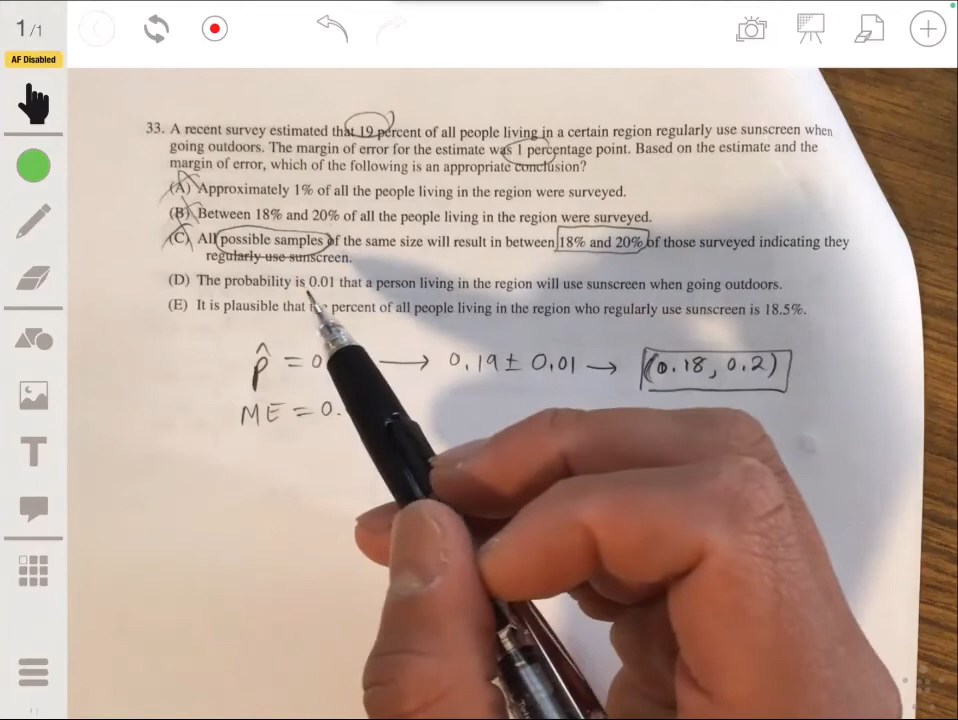 1/1
AF Disabled
T
33. A recent survey estimated that 19 percent of all people living in a certain region regularly use sunscreen when
going outdoors. The margin of error for the estimate was 1 percentage point. Based on the estimate and the
margin of error, which of the following is an appropriate conclusion?
(A) Approximately 1% of all the people living in the region were surveyed.
(B) Between 18% and 20% of all the people living in the region were surveyed.
(C) All possible samples of the same size will result in between 18% and 20% of those surveyed indicating they
regularly use sunscreen.
(D) The probability is 0.01 that a person living in the region will use sunscreen when going outdoors.
(E) It is plausible that percent of all people living in the region who regularly use sunscreen is 18.5%.
p̂ = 0. → 0.19 ± 0.01 → (0.18, 0.2)
ME = 0.